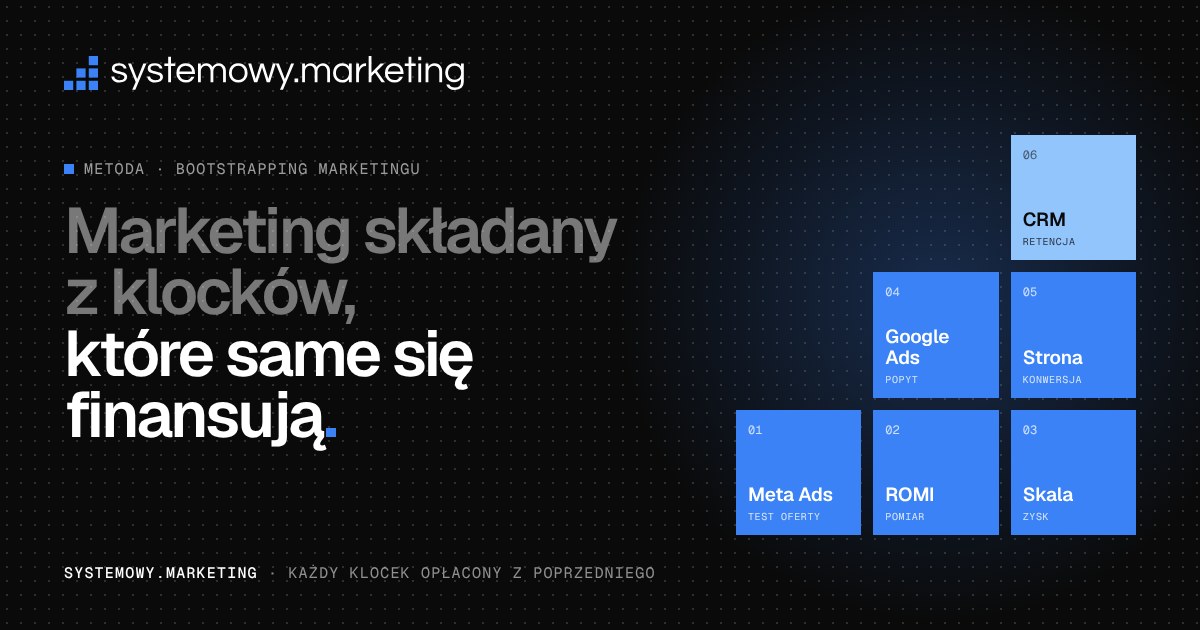 systemowy.marketing
METODA · BOOTSTRAPPING MARKETINGU
Marketing składany
z klocków,
które same się
finansują.
06
CRM
RETENCJA
04
Google
Ads
POPYT
05
Strona
KONWERSJA
01
Meta Ads
TEST OFERTY
02
ROMI
POMIAR
03
Skala
ZYSK
SYSTEMOWY.MARKETING · KAŻDY KLOCEK OPŁACONY Z POPRZEDNIEGO